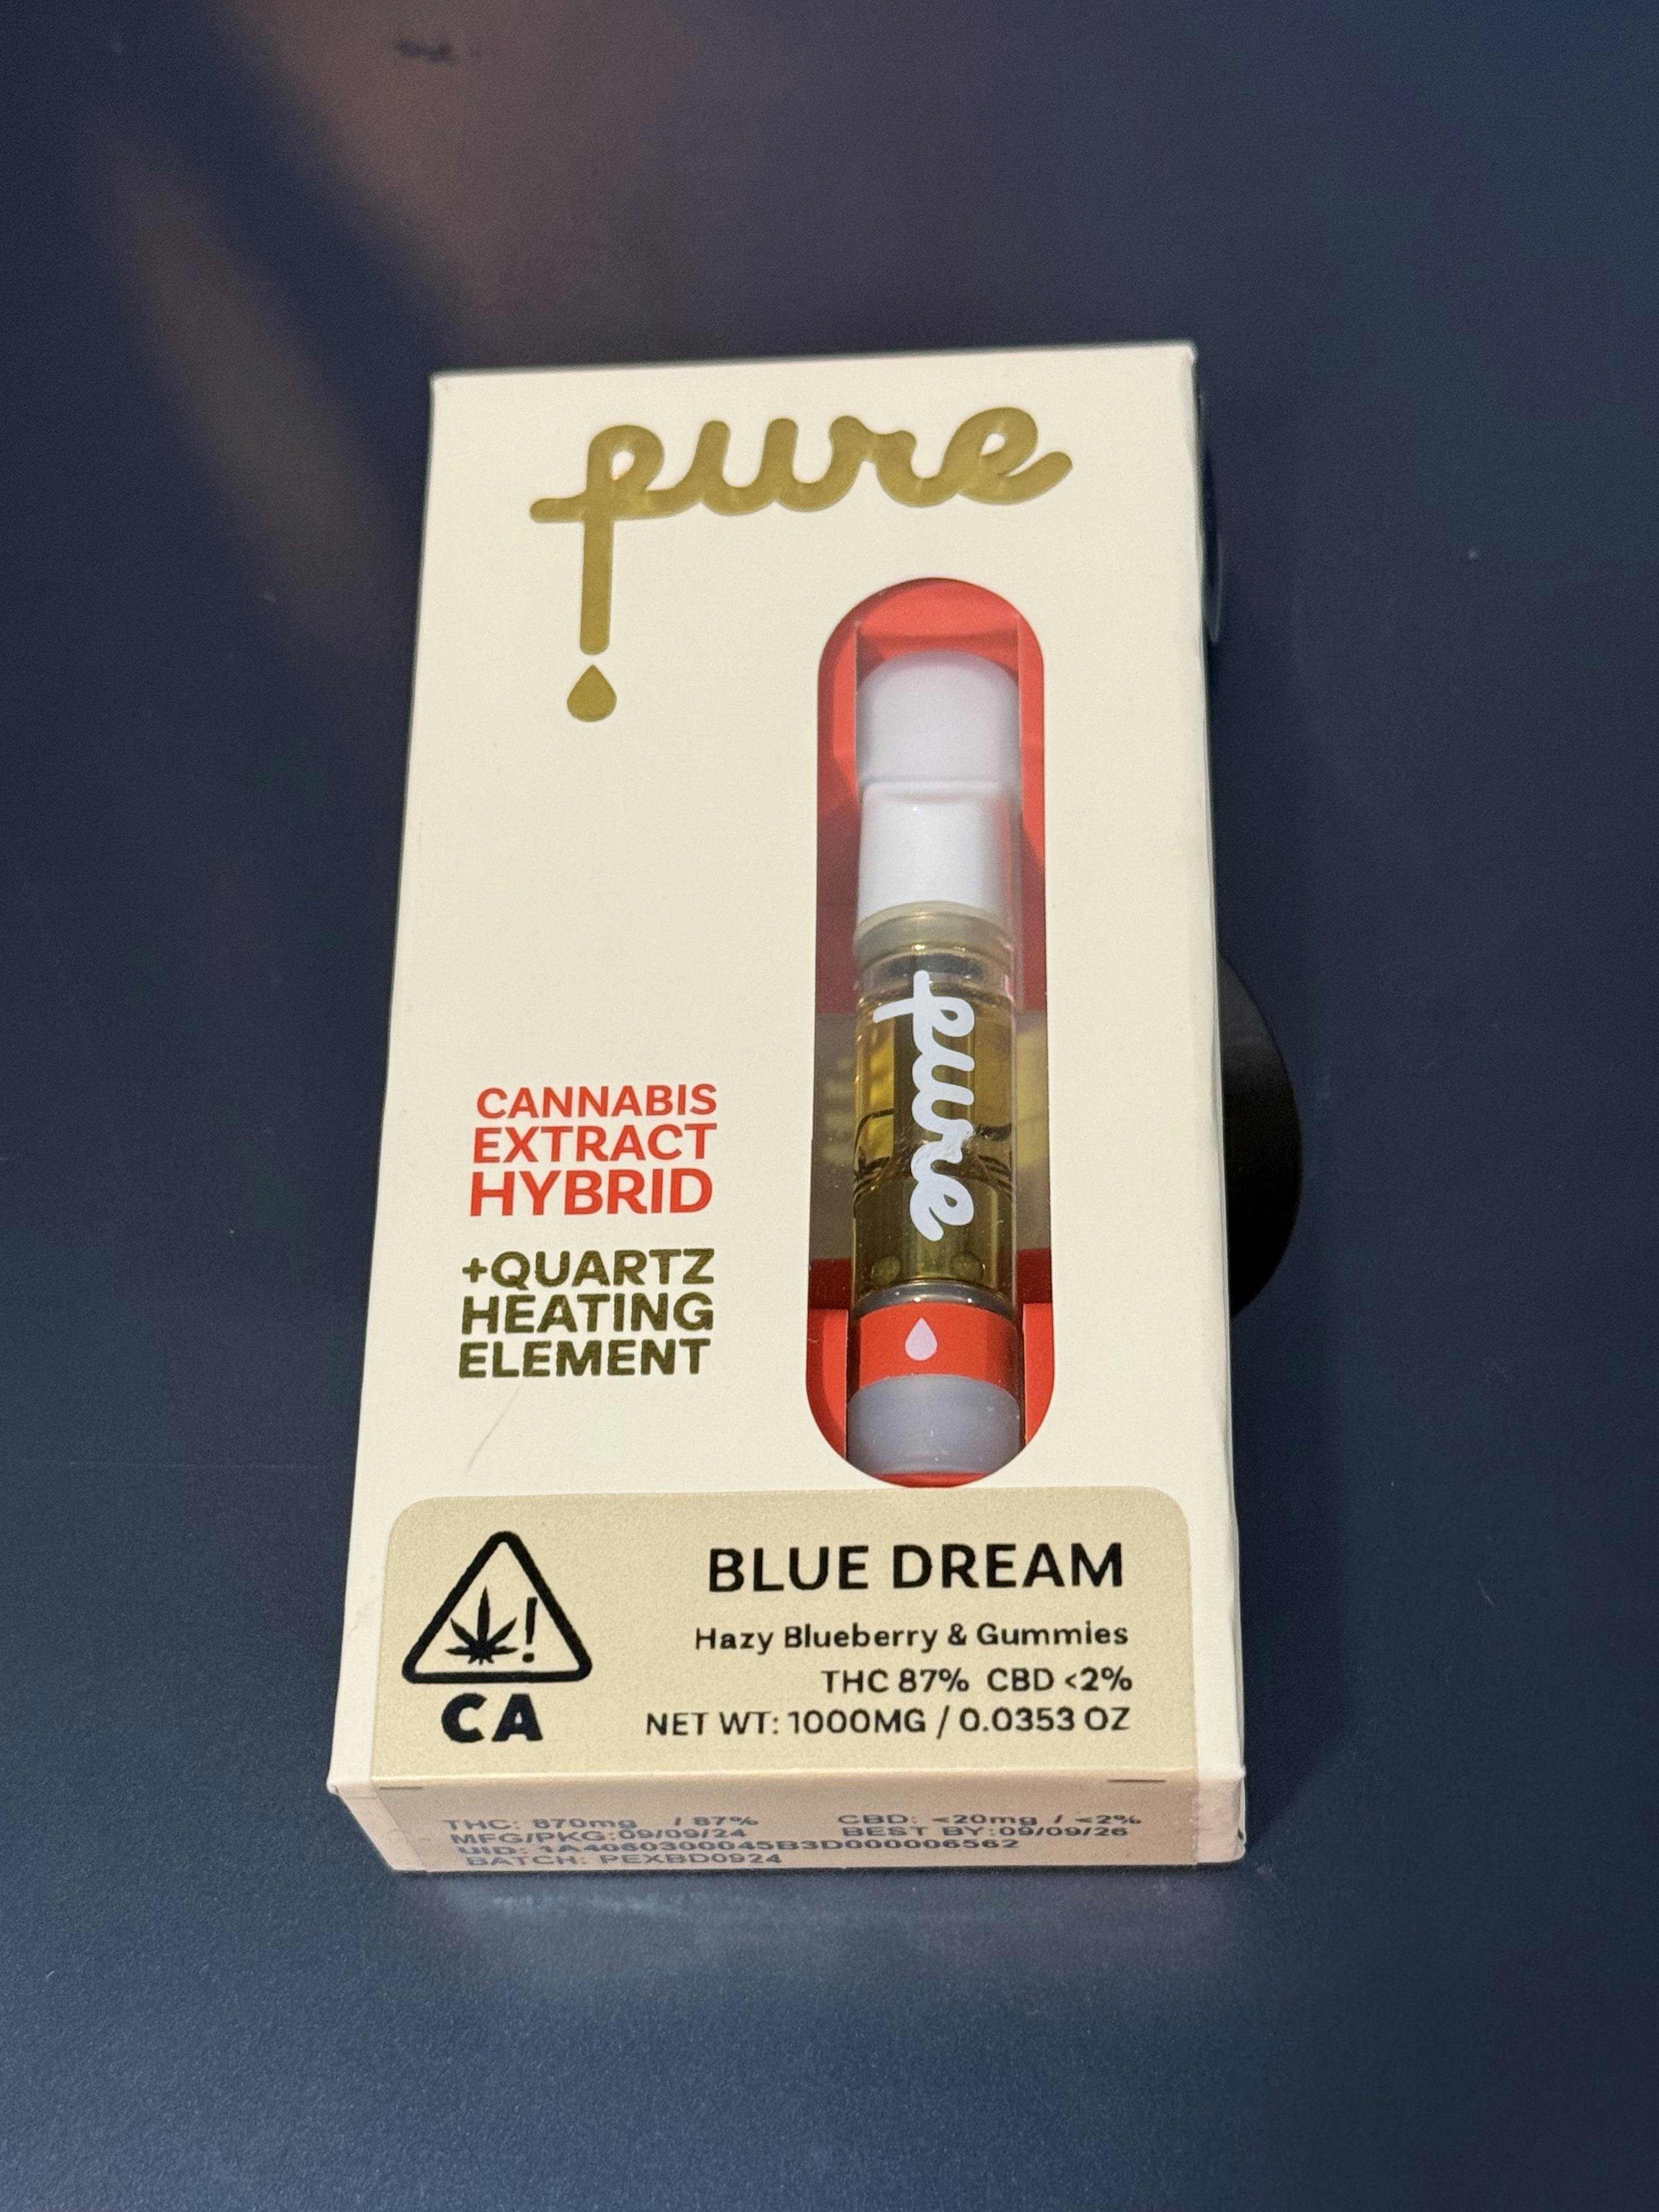 pure
pure
CANNABIS
EXTRACT
HYBRID
+QUARTZ
HEATING
ELEMENT
BLUE DREAM
Hazy Blueberry & Gummies
THC 87% CBD <2%
NET WT: 1000MG / 0.0353 OZ
CA
THC: 870mg / 87% CBD: <20mg / <2%
MFG/PKG:09/09/24 BEST BY:09/09/26
UID: 1A4060300045B3D000006562
BATCH: PEXBD0924